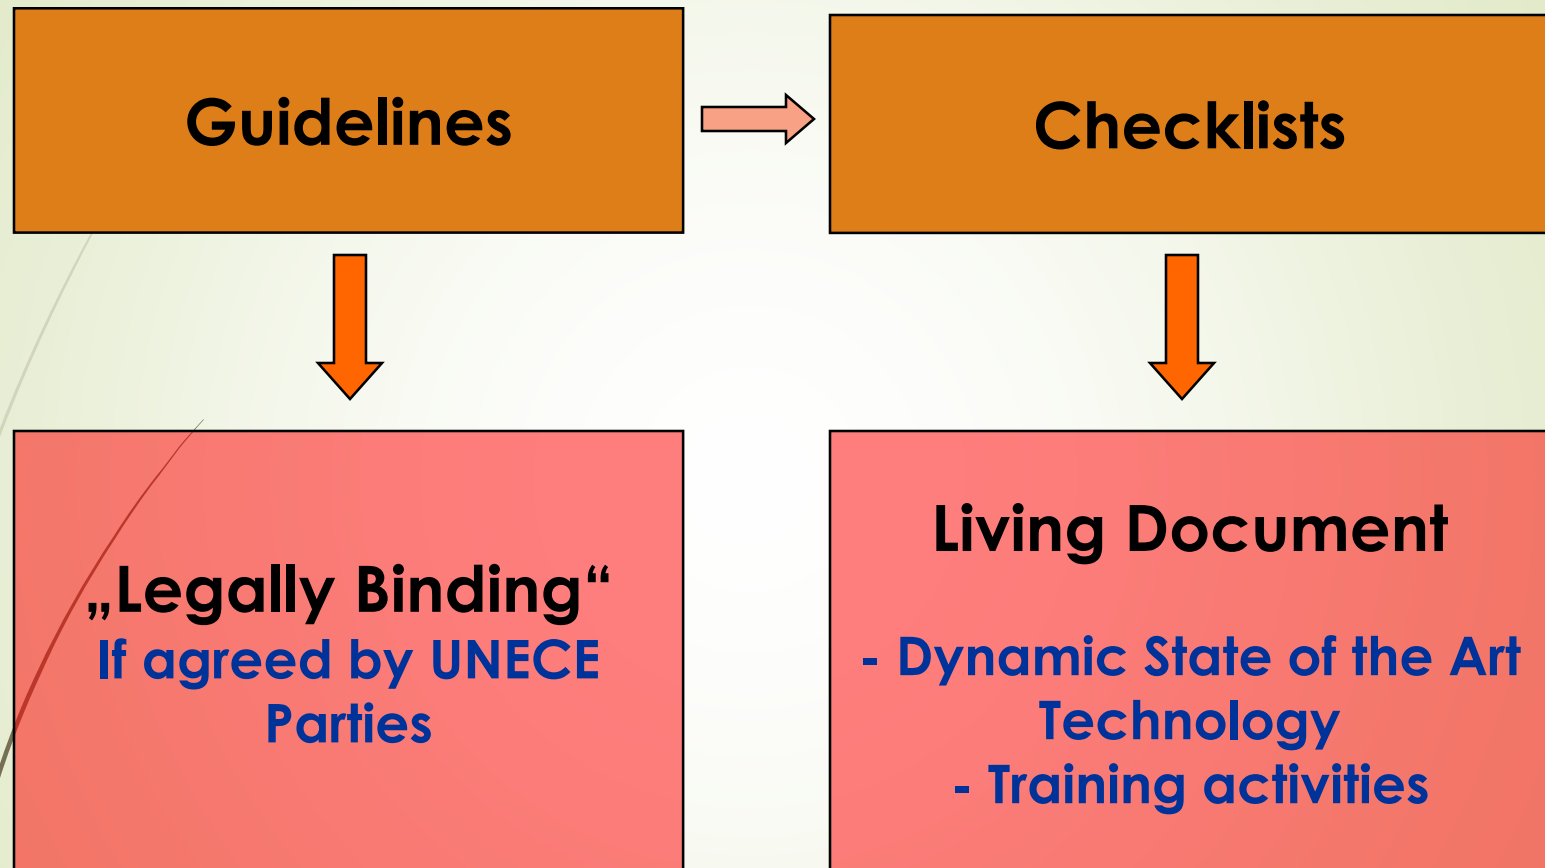 Guidelines
Checklists
„Legally Binding“
If agreed by UNECE
Parties
Living Document
- Dynamic State of the Art
Technology
- Training activities